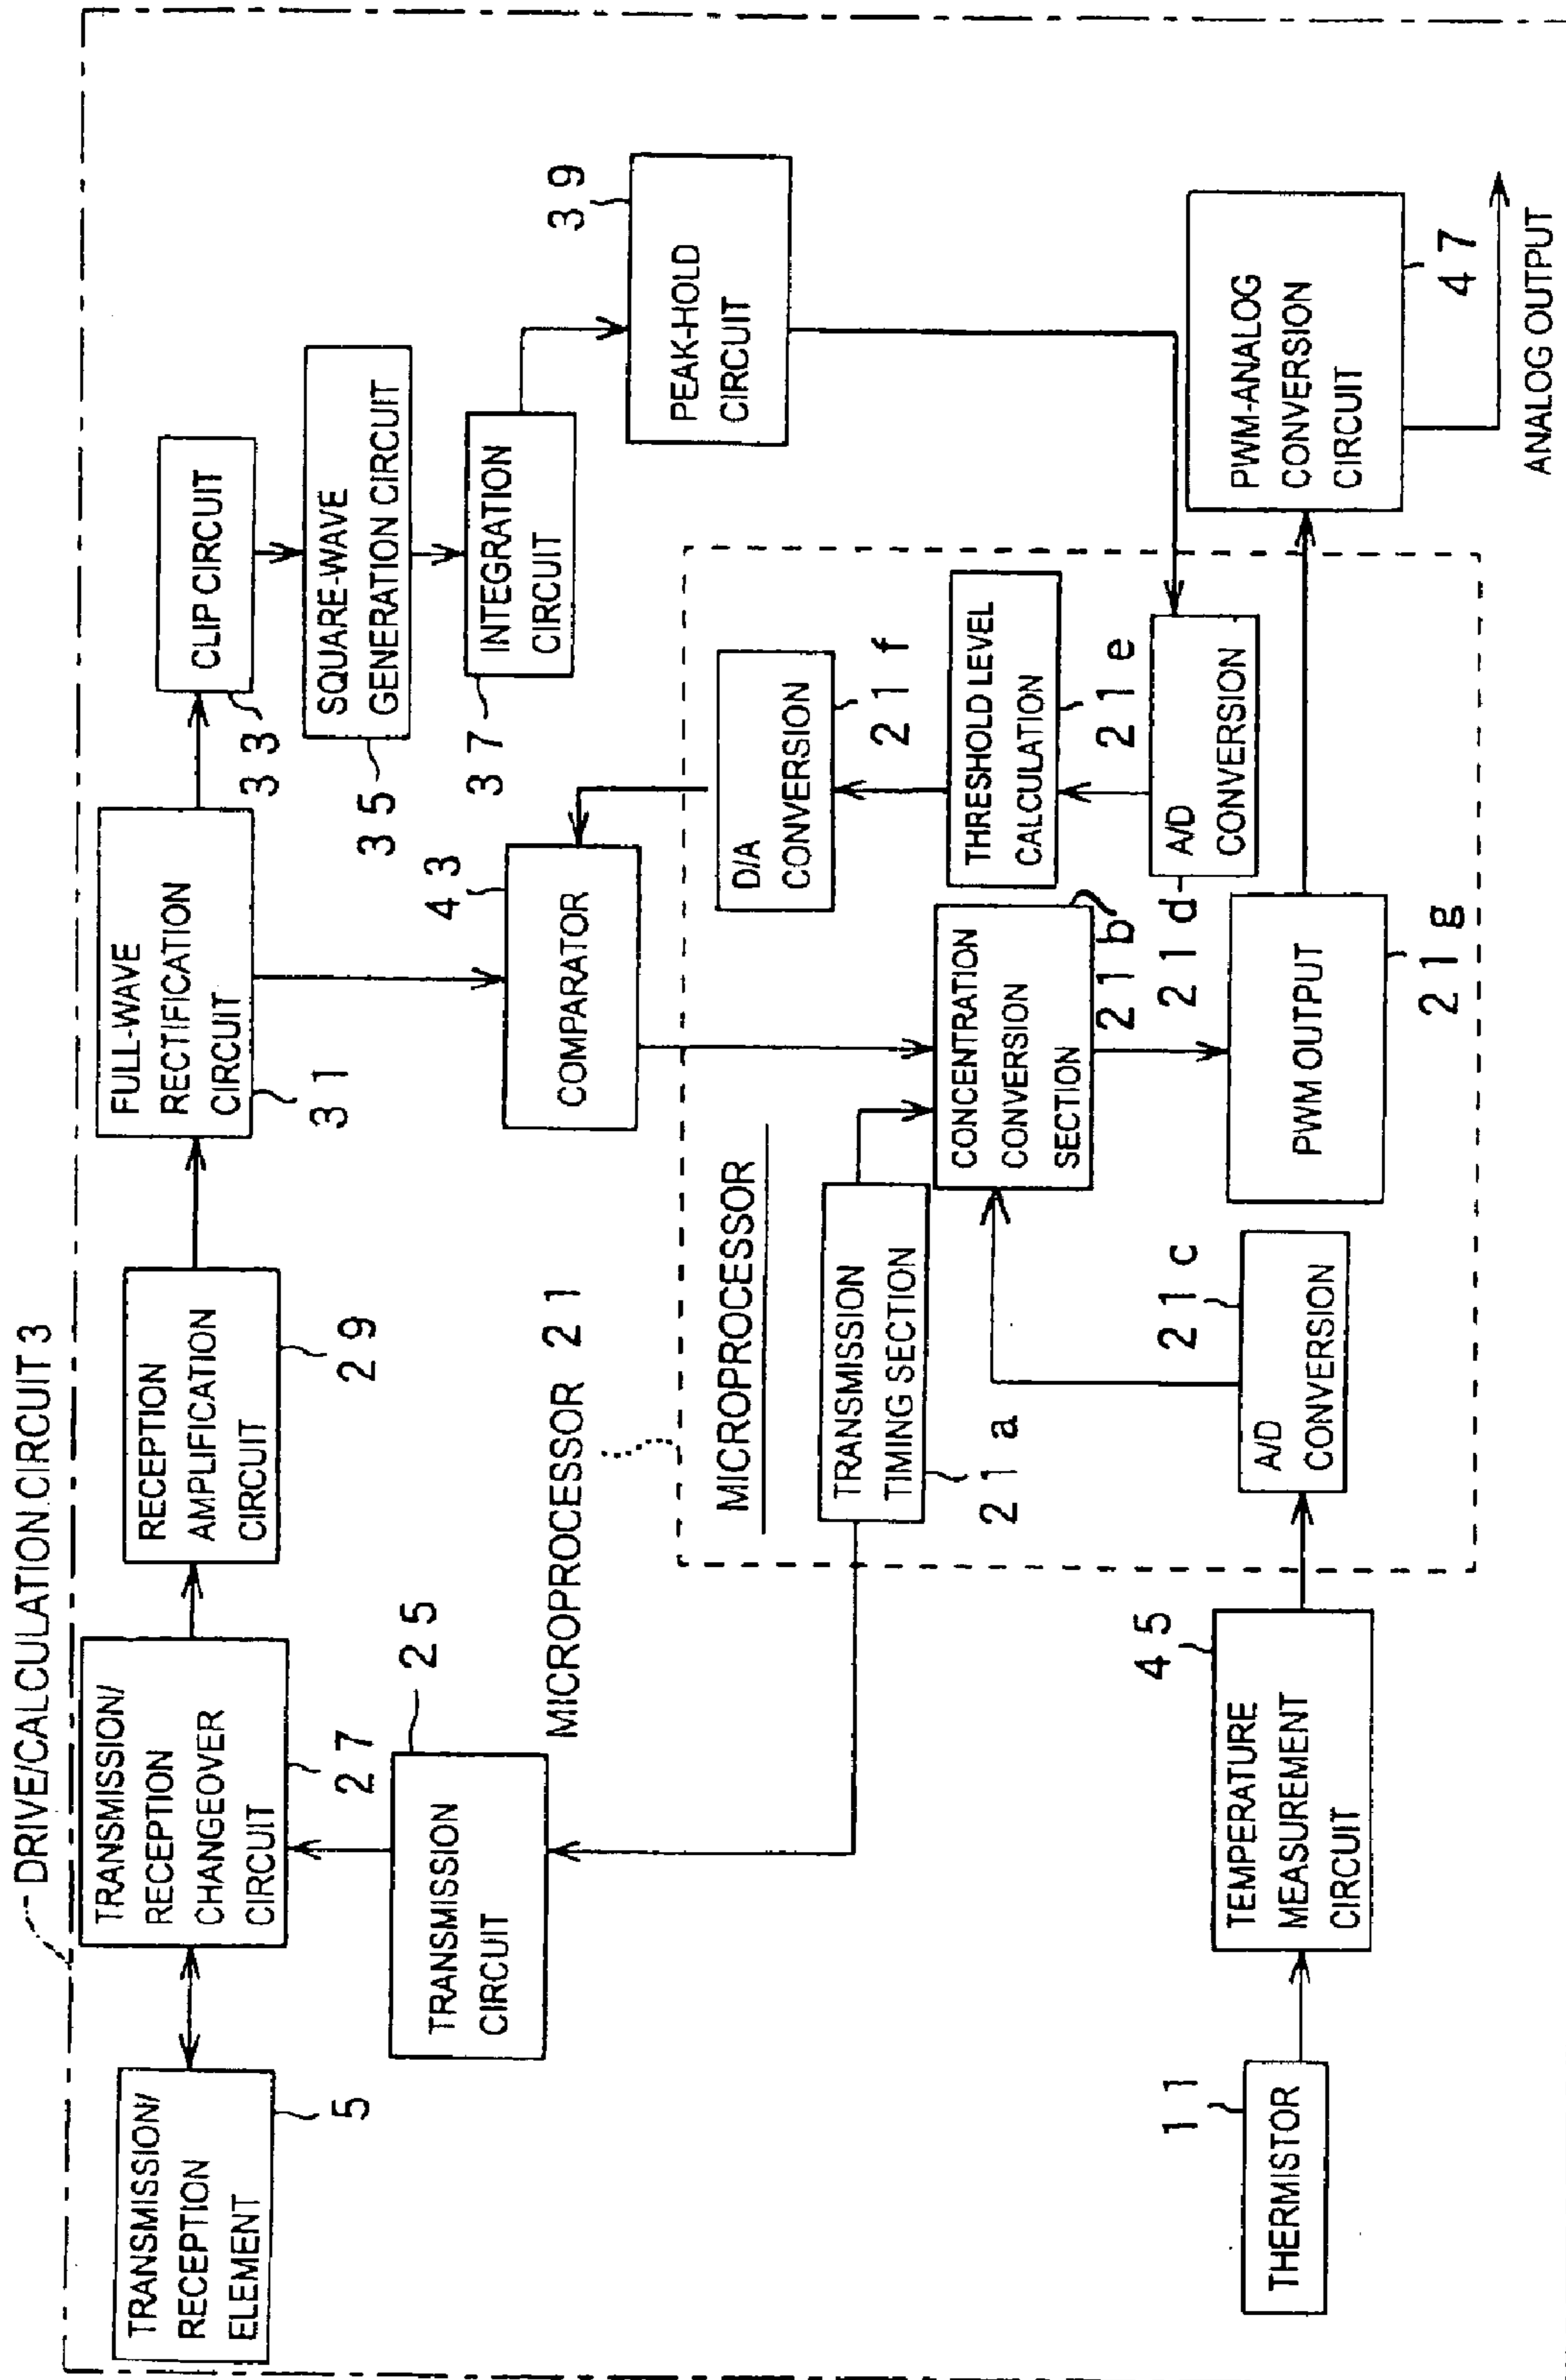 DRIVE/CALCULATION CIRCUIT 3
TRANSMISSION/
RECEPTION
ELEMENT
5
TRANSMISSION/
RECEPTION
CHANGEOVER
CIRCUIT
27
RECEPTION
AMPLIFICATION
CIRCUIT
29
FULL-WAVE
RECTIFICATION
CIRCUIT
31
CLIP CIRCUIT
33
SQUARE-WAVE
GENERATION CIRCUIT
35
INTEGRATION
CIRCUIT
37
PEAK-HOLD
CIRCUIT
39
TRANSMISSION
CIRCUIT
25
COMPARATOR
43
MICROPROCESSOR 21
MICROPROCESSOR
TRANSMISSION
TIMING SECTION
21a
D/A
CONVERSION
21f
THRESHOLD LEVEL
CALCULATION
21e
CONCENTRATION
CONVERSION
SECTION
21b
A/D
CONVERSION
21d
THERMISTOR
11
TEMPERATURE
MEASUREMENT
CIRCUIT
45
A/D
CONVERSION
21c
PWM OUTPUT
21g
PWM-ANALOG
CONVERSION
CIRCUIT
47
ANALOG OUTPUT